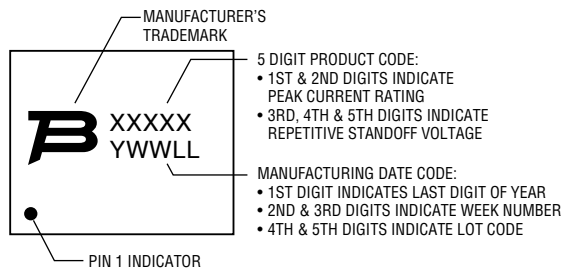 MANUFACTURER'S
TRADEMARK
5 DIGIT PRODUCT CODE:
• 1ST & 2ND DIGITS INDICATE
PEAK CURRENT RATING
• 3RD, 4TH & 5TH DIGITS INDICATE
REPETITIVE STANDOFF VOLTAGE
XXXXX
YWWLL
MANUFACTURING DATE CODE:
• 1ST DIGIT INDICATES LAST DIGIT OF YEAR
• 2ND & 3RD DIGITS INDICATE WEEK NUMBER
• 4TH & 5TH DIGITS INDICATE LOT CODE
PIN 1 INDICATOR